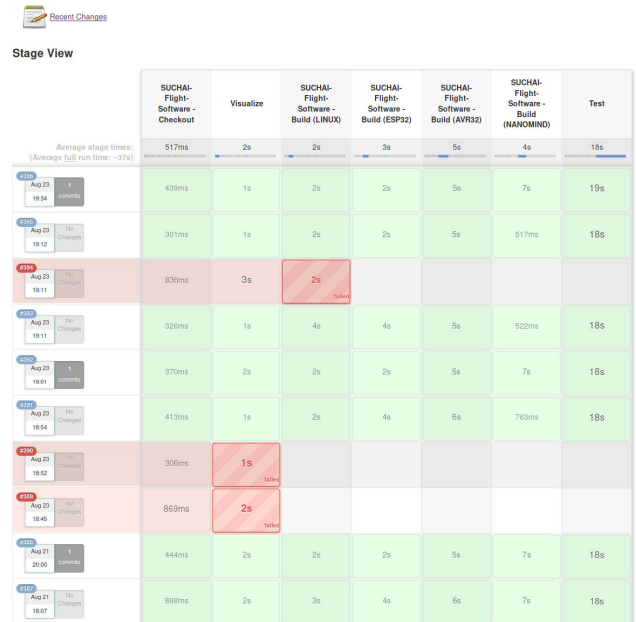 Recent Changes
Stage View
SUCHAI-
Flight-
Software -
Checkout
Visualize
SUCHAI-
Flight-
Software -
Build (LINUX)
SUCHAI-
Flight-
Software -
Build (ESP32)
SUCHAI-
Flight-
Software -
Build (AVR32)
SUCHAI-
Flight-
Software -
Build
(NANOMIND)
Test
Average stage times:
(Average full run time: ~37s)
517ms 2s 2s 3s 5s 4s 18s
#396
Aug 23 1
19:34 commits
439ms 1s 2s 2s 5s 7s 19s
#395
Aug 23 No
19:12 Changes
301ms 1s 2s 2s 5s 517ms 18s
#394
Aug 23 No
19:11 Changes
836ms 3s 2s
failed
#393
Aug 23 No
19:11 Changes
326ms 1s 4s 4s 5s 522ms 18s
#392
Aug 23 1
19:01 commits
370ms 2s 2s 2s 5s 7s 18s
#391
Aug 23 No
18:54 Changes
413ms 1s 2s 4s 6s 763ms 18s
#390
Aug 23 No
18:52 Changes
306ms 1s
failed
#389
Aug 23 No
18:45 Changes
869ms 2s
failed
#388
Aug 21 1
20:00 commits
444ms 2s 2s 2s 5s 7s 18s
#387
Aug 21 No
18:07 Changes
868ms 2s 3s 4s 6s 7s 18s